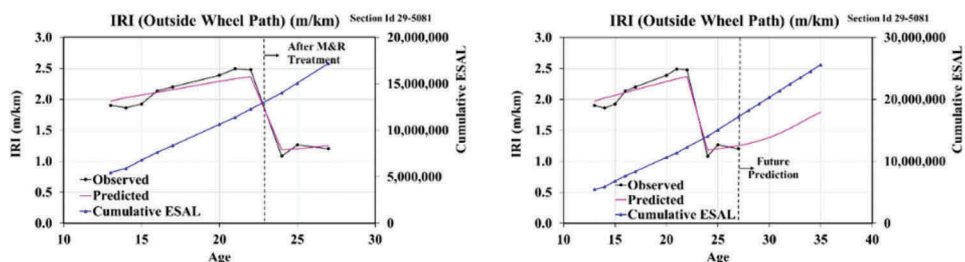 IRI (Outside Wheel Path) (m/km) Section Id 29-5081
3.0
2.5
2.0
1.5
1.0
0.5
0.0
IRI (m/km)
20,000,000
15,000,000
10,000,000
5,000,000
0
Cumulative ESAL
After M&R
Treatment
Observed
Predicted
Cumulative ESAL
10 15 20 25 30
Age
IRI (Outside Wheel Path) (m/km) Section Id 29-5081
3.0
2.5
2.0
1.5
1.0
0.5
0.0
IRI (m/km)
30,000,000
20,000,000
10,000,000
0
Cumulative ESAL
Future
Prediction
Observed
Predicted
Cumulative ESAL
10 15 20 25 30 35 40
Age